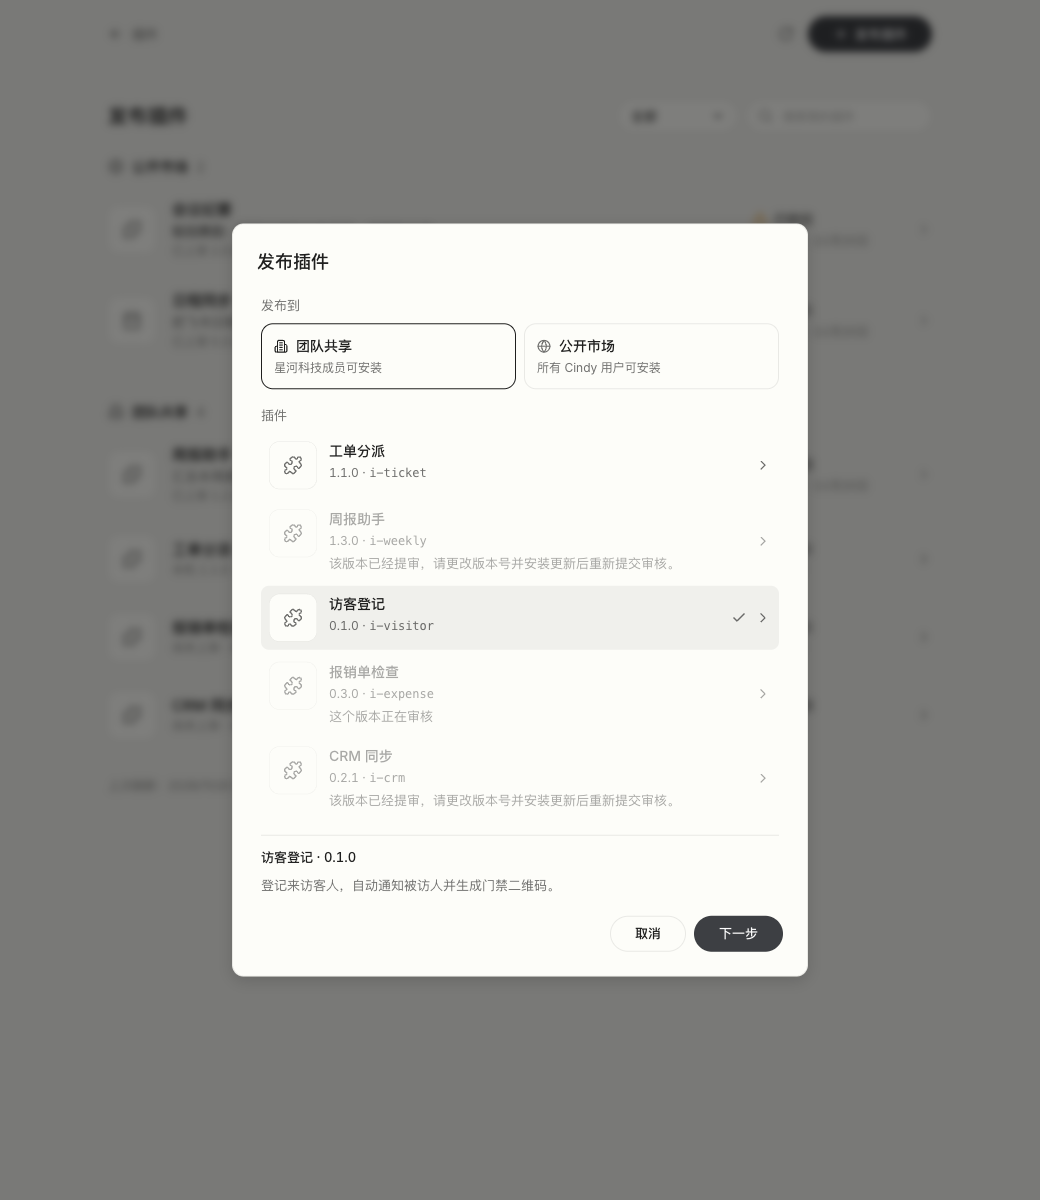 发布插件
公开市场
发布插件
发布到
团队共享
星河科技成员可安装
公开市场
所有 Cindy 用户可安装
插件
工单分派
1.1.0 · i-ticket
周报助手
1.3.0 · i-weekly
该版本已经提审，请更改版本号并安装更新后重新提交审核。
访客登记
0.1.0 · i-visitor
报销单检查
0.3.0 · i-expense
这个版本正在审核
CRM 同步
0.2.1 · i-crm
该版本已经提审，请更改版本号并安装更新后重新提交审核。
访客登记 · 0.1.0
登记来访客人，自动通知被访人并生成门禁二维码。
取消
下一步